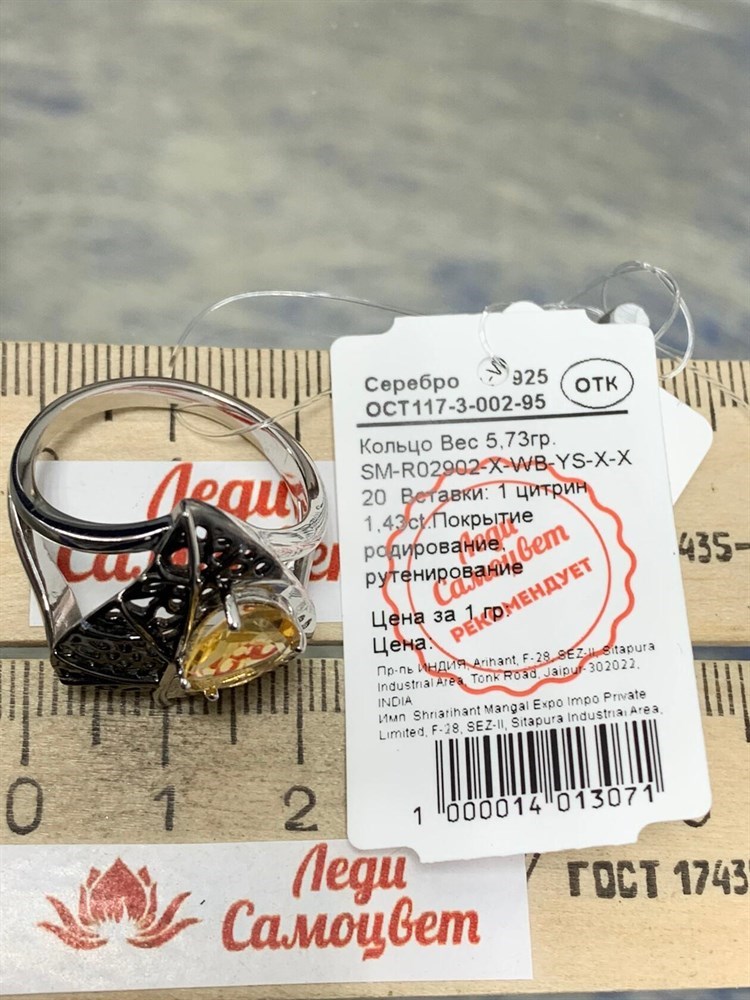 Серебро 925 ОТК
ОСТ117-3-002-95
Кольцо Вес 5,73гр.
SM-R02902-X-WB-YS-X-X
20 Вставки: 1 цитрин
1,43ct.Покрытие
родирование,
рутенирование
Цена за 1 гр:
Цена:
Пр-ль ИНДИЯ, Arihant, F-28, SEZ-II, Sitapura
Industrial Area, Tonk Road, Jaipur-302022,
INDIA
Имп. Shriarihant Mangal Expo Impo Private
Limited, F-28, SEZ-II, Sitapura Industrial Area,
1 000014 013071
Леди
Самоцвет
РЕКОМЕНДУЕТ
Леди
435-
0 1 2
ГОСТ 1743
Леди
Самоцвет